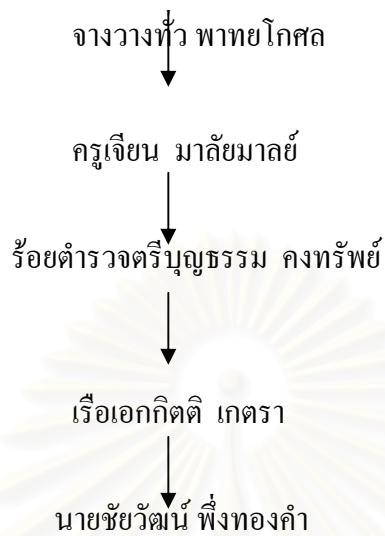 จางวางทั่ว พาทยโกศล
ครูเจียน มาลัยมาลย์
ร้อยตำรวจตรีบุญธรรม คงทรัพย์
เรือเอกกิตติ เกตรา
นายชัยวัฒน์ พึ่งทองคำ